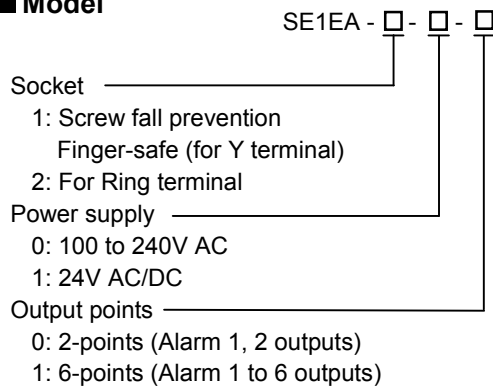 ■ Model
SE1EA - □ - □ - □
Socket
1: Screw fall prevention
Finger-safe (for Y terminal)
2: For Ring terminal
Power supply
0: 100 to 240V AC
1: 24V AC/DC
Output points
0: 2-points (Alarm 1, 2 outputs)
1: 6-points (Alarm 1 to 6 outputs)